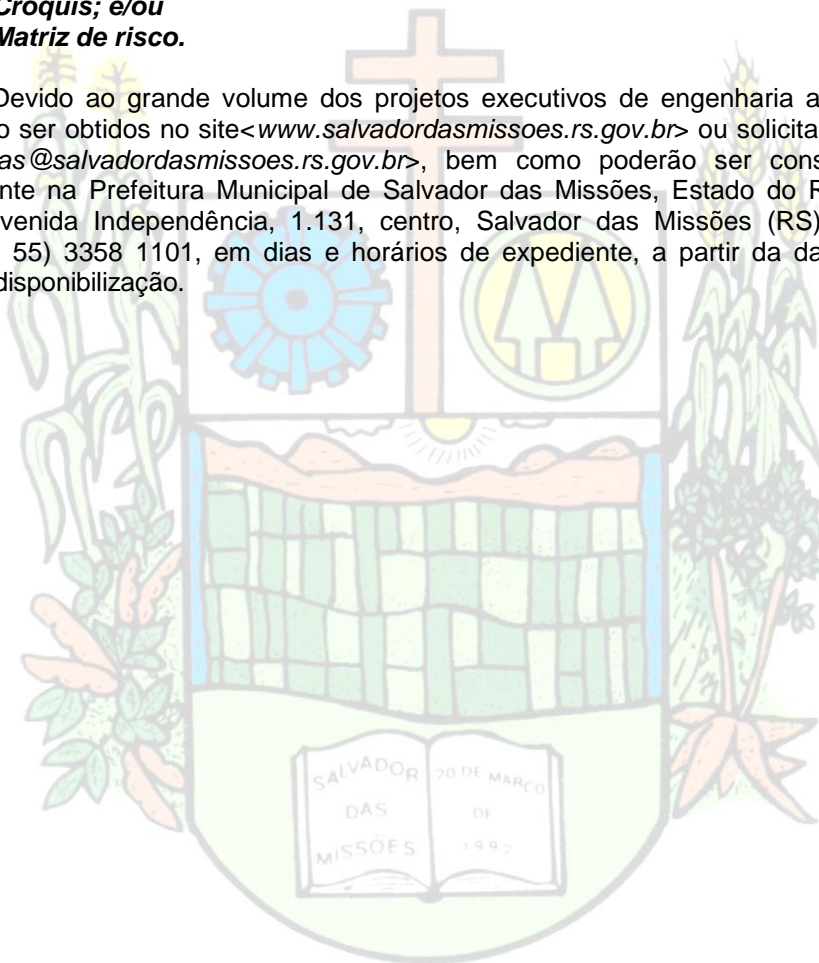 Croquis; e/ou
Matriz de risco.
Devido ao grande volume dos projetos executivos de engenharia a
o ser obtidos no site<www.salvadordasmissoes.rs.gov.br> ou solicita
as@salvadordasmissoes.rs.gov.br>, bem como poderão ser cons
nte na Prefeitura Municipal de Salvador das Missões, Estado do R
venida Independência, 1.131, centro, Salvador das Missões (RS)
55) 3358 1101, em dias e horários de expediente, a partir da da
disponibilização.
SALVADOR
DAS
MISSÕES
20 DE MARÇO
DE
1992